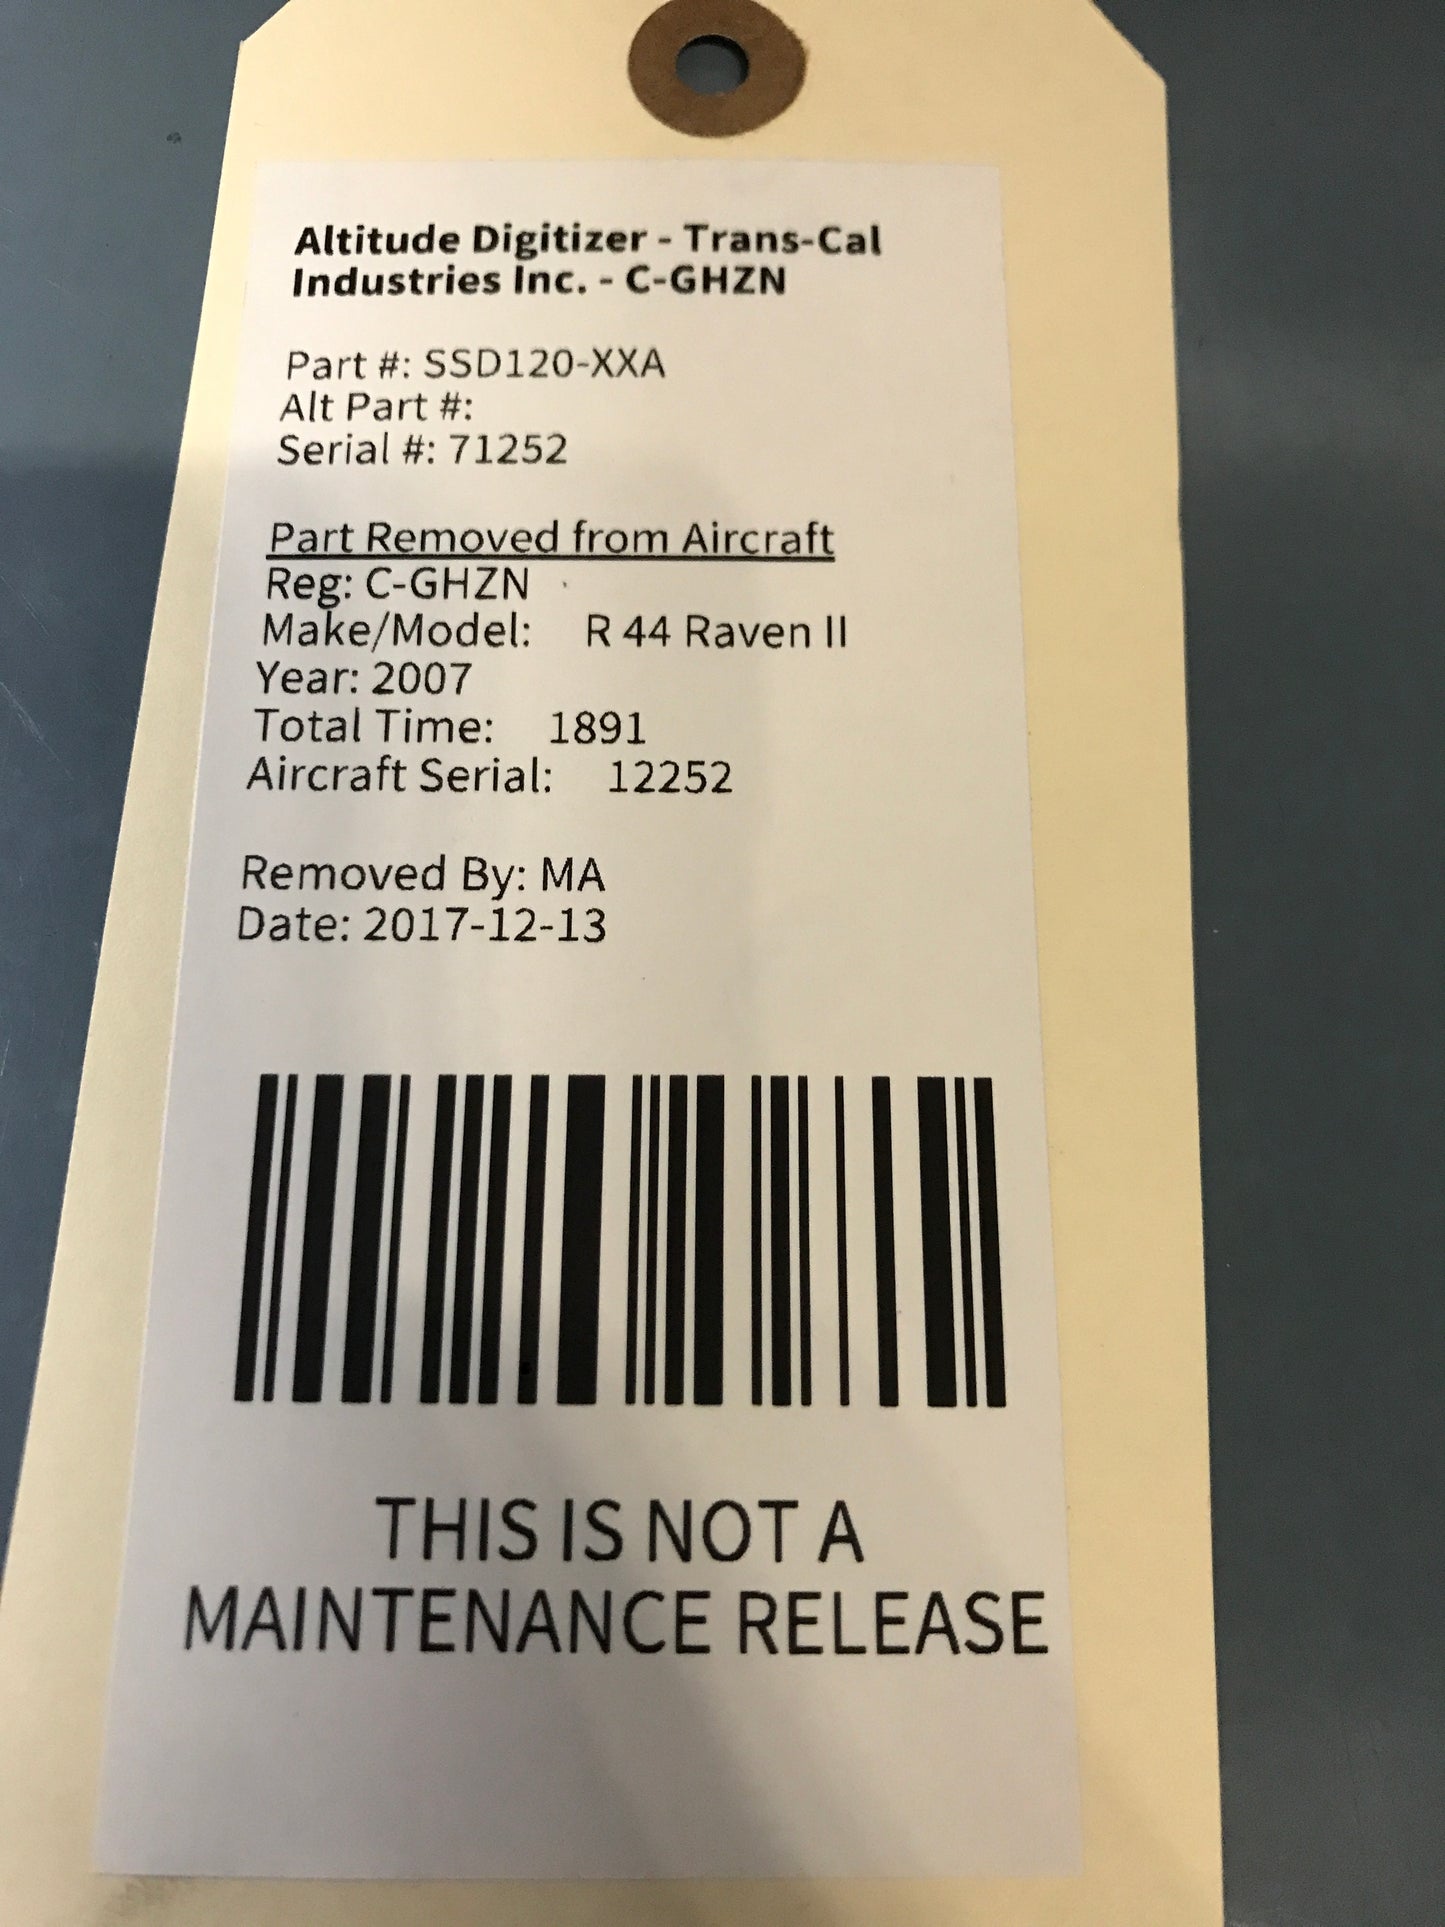 Altitude Digitizer - Trans-Cal
Industries Inc. - C-GHZN
Part #: SSD120-XXA
Alt Part #:
Serial #: 71252
Part Removed from Aircraft
Reg: C-GHZN
Make/Model: R 44 Raven II
Year: 2007
Total Time: 1891
Aircraft Serial: 12252
Removed By: MA
Date: 2017-12-13
THIS IS NOT A
MAINTENANCE RELEASE